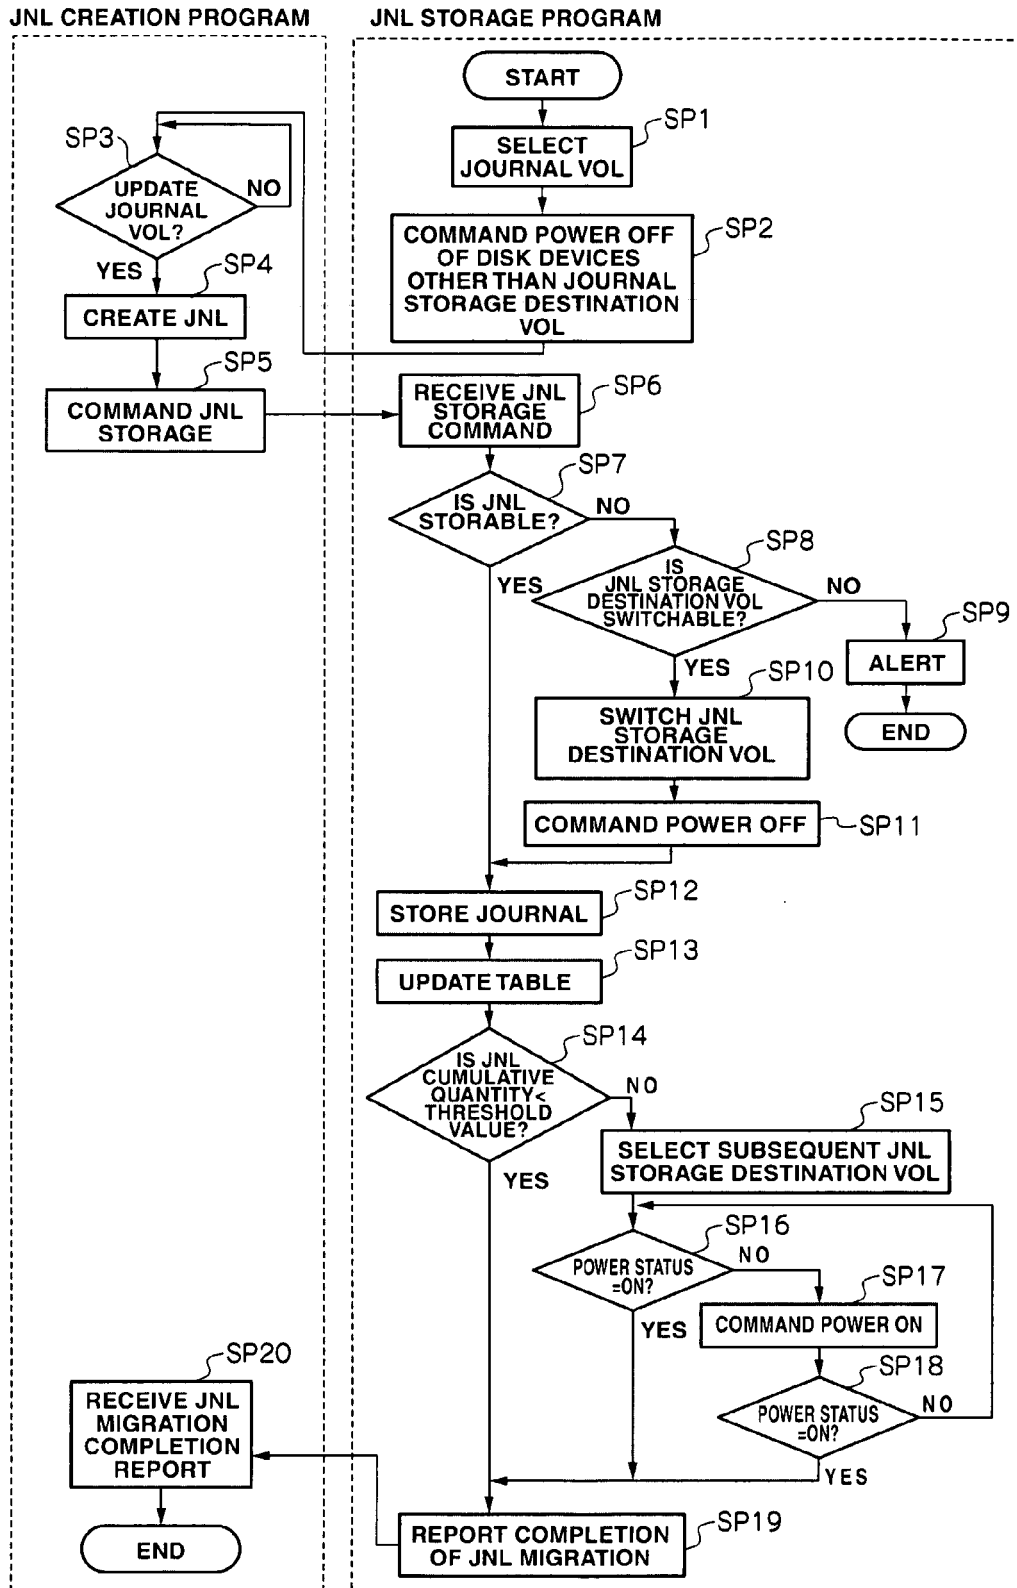 JNL CREATION PROGRAM
JNL STORAGE PROGRAM
START
SP1
SELECT
JOURNAL VOL
SP2
COMMAND POWER OFF
OF DISK DEVICES
OTHER THAN JOURNAL
STORAGE DESTINATION
VOL
SP3
UPDATE
JOURNAL
VOL?
NO
YES
SP4
CREATE JNL
SP5
COMMAND JNL
STORAGE
SP6
RECEIVE JNL
STORAGE
COMMAND
SP7
IS JNL
STORABLE?
NO
YES
SP8
IS
JNL STORAGE
DESTINATION VOL
SWITCHABLE?
NO
YES
SP9
ALERT
END
SP10
SWITCH JNL
STORAGE
DESTINATION VOL
COMMAND POWER OFF
SP11
SP12
STORE JOURNAL
SP13
UPDATE TABLE
SP14
IS JNL
CUMULATIVE
QUANTITY<
THRESHOLD
VALUE?
NO
YES
SP15
SELECT SUBSEQUENT JNL
STORAGE DESTINATION VOL
SP16
POWER STATUS
=ON?
NO
YES
SP17
COMMAND POWER ON
SP18
POWER STATUS
=ON?
NO
YES
SP19
REPORT COMPLETION
OF JNL MIGRATION
SP20
RECEIVE JNL
MIGRATION
COMPLETION
REPORT
END